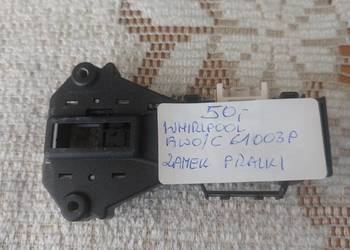 50,-
WHIRLPOOL
AWO/C 61003P
ZAMEK PRALKI